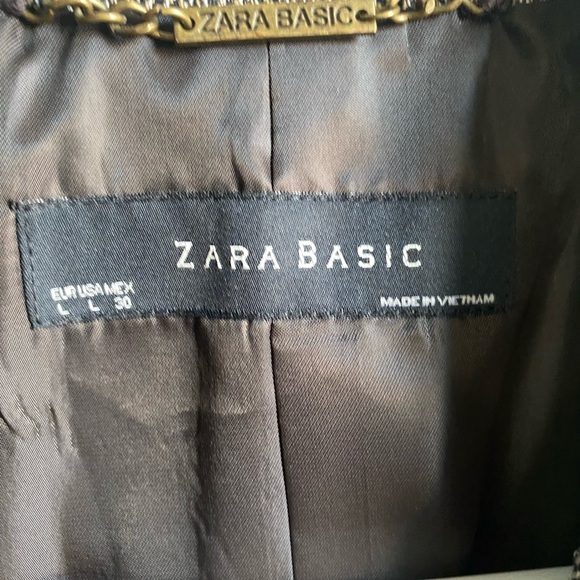 ZARA BASIC
ZARA BASIC
EUR USA MEX
L L 30
MADE IN VIETNAM